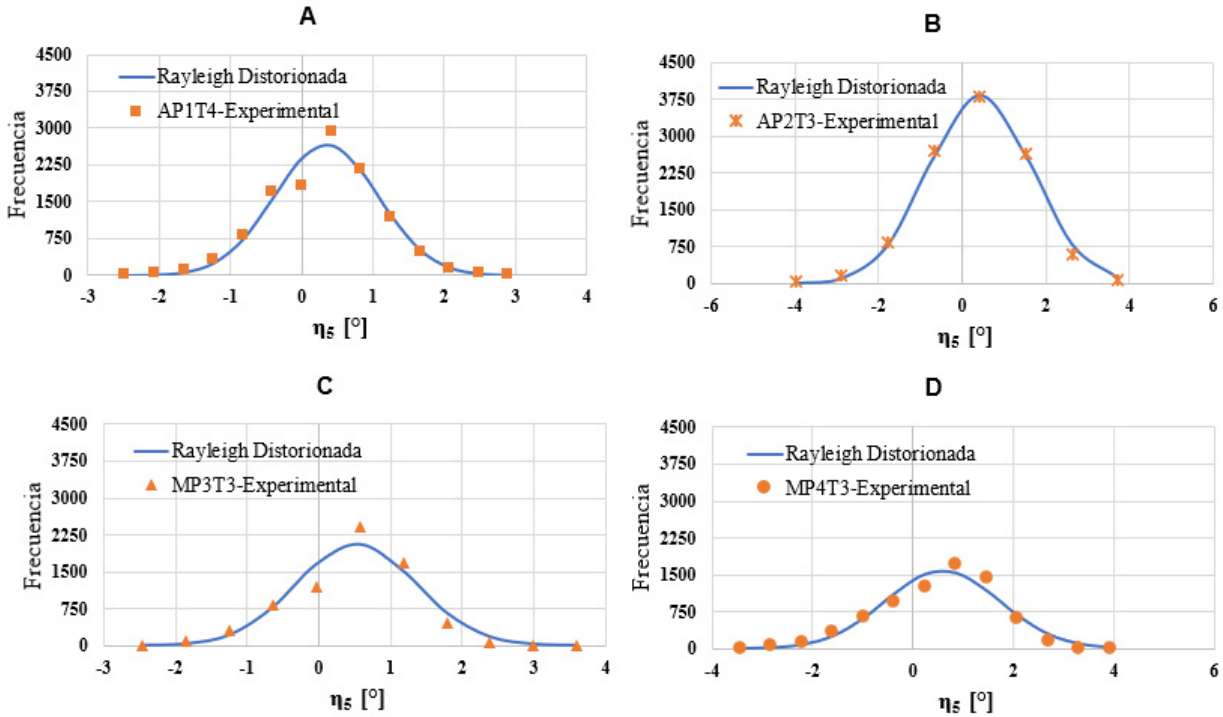 A
4500
3750
3000
2250
1500
750
0
Frecuencia
Rayleigh Distorionada
AP1T4-Experimental
-3 -2 -1 0 1 2 3 4
η5 [°]
B
4500
3750
3000
2250
1500
750
0
Frecuencia
Rayleigh Distorionada
AP2T3-Experimental
-6 -4 -2 0 2 4 6
η5 [°]
C
4500
3750
3000
2250
1500
750
0
Frecuencia
Rayleigh Distorionada
MP3T3-Experimental
-3 -2 -1 0 1 2 3 4
η5 [°]
D
4500
3750
3000
2250
1500
750
0
Frecuencia
Rayleigh Distorionada
MP4T3-Experimental
-4 -2 0 2 4 6
η5 [°]